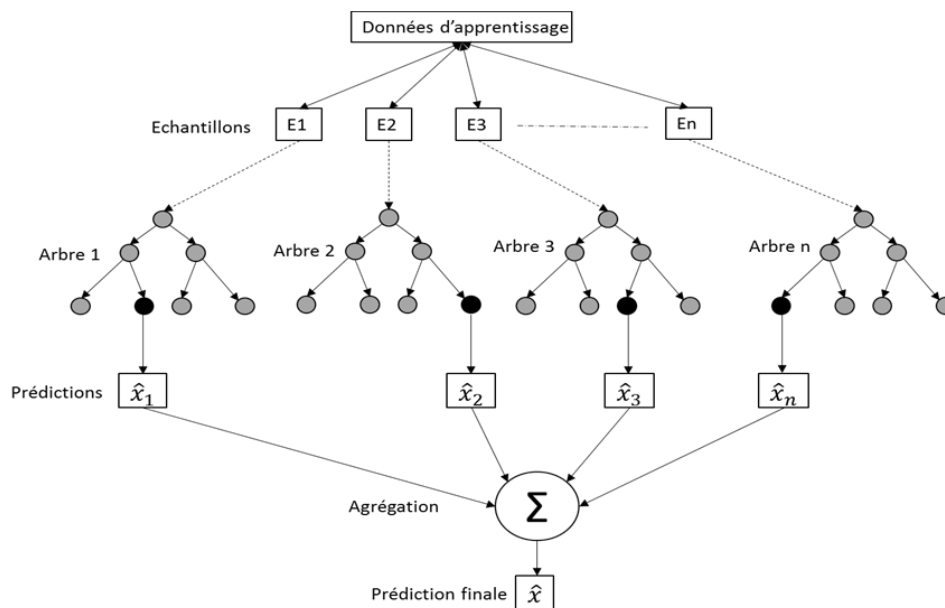 Données d'apprentissage
Echantillons E1 E2 E3 En
Arbre 1 Arbre 2 Arbre 3 Arbre n
Prédictions x̂₁ x̂₂ x̂₃ x̂ₙ
Agrégation Σ
Prédiction finale x̂